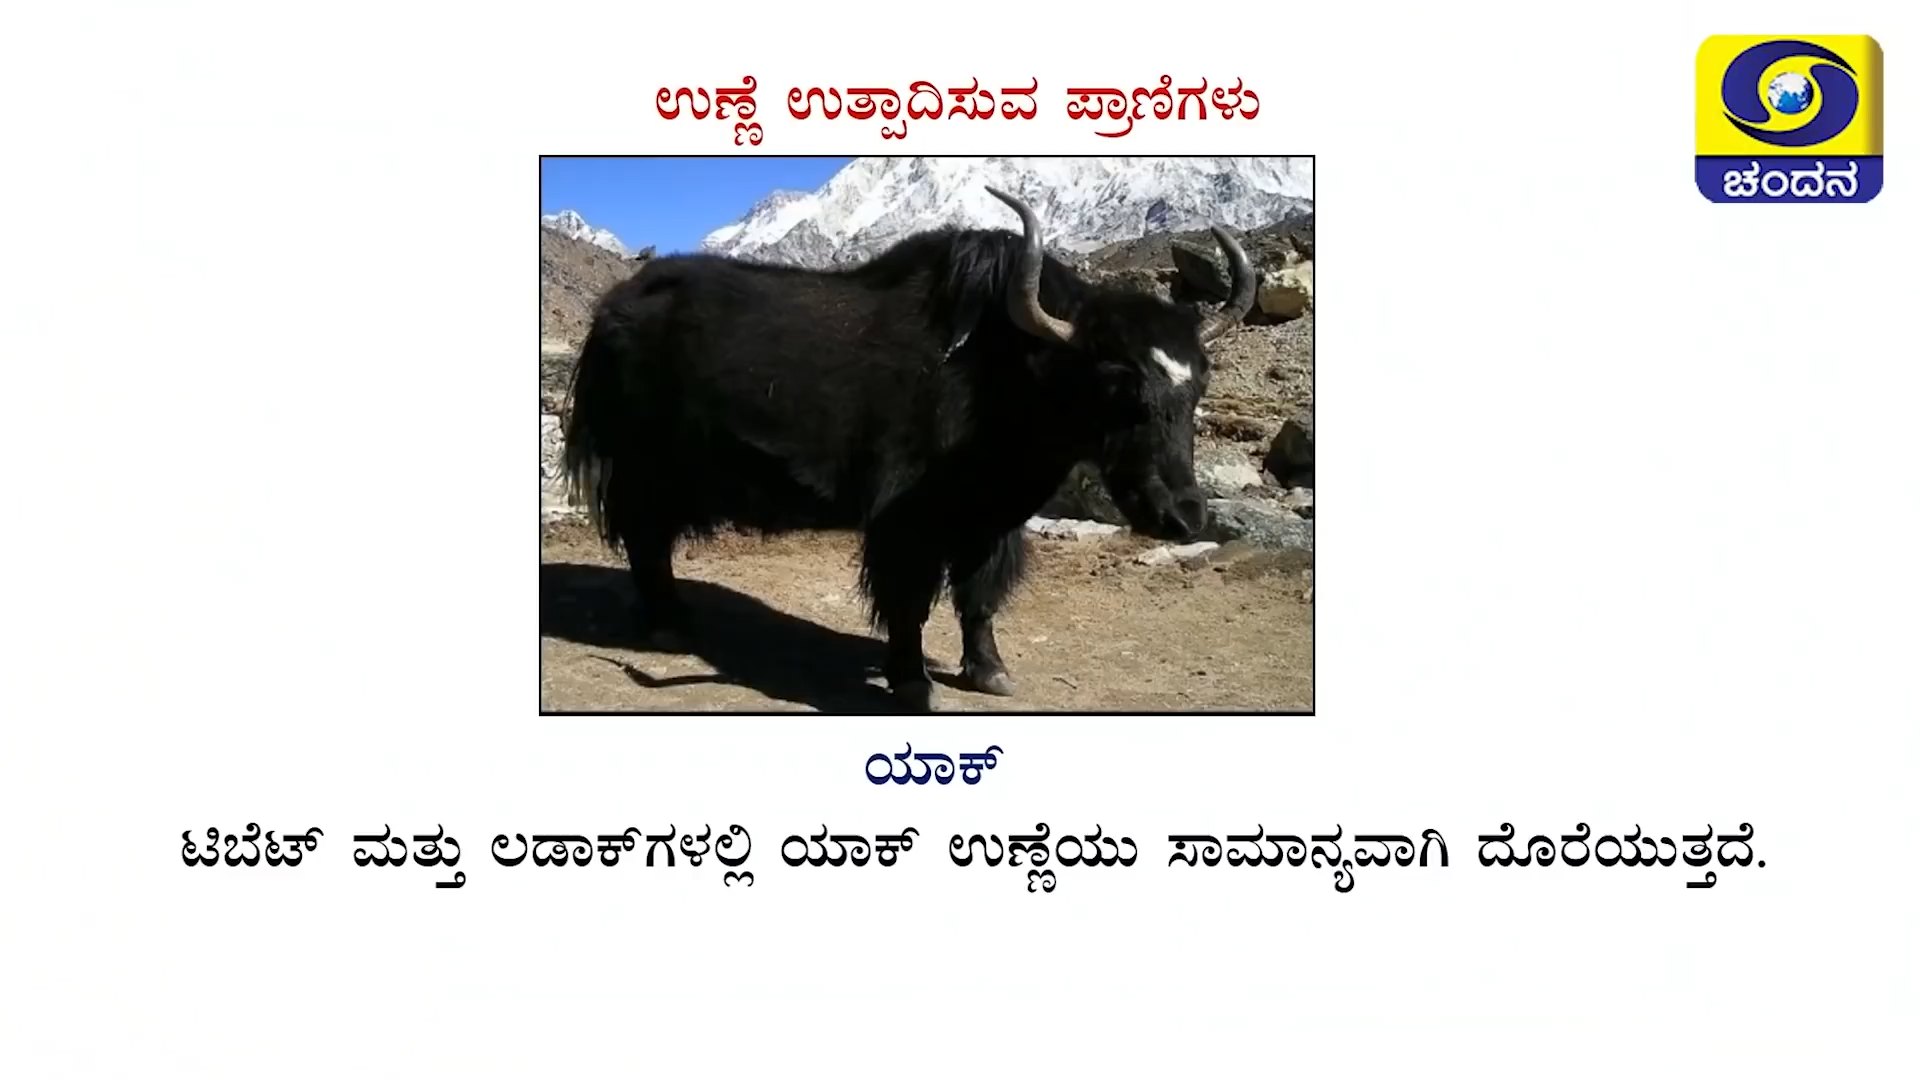 ಉಣ್ಣೆ ಉತ್ಪಾದಿಸುವ ಪ್ರಾಣಿಗಳು
ಚಂದನ
ಯಾಕ್
ಟಿಬೆಟ್ ಮತ್ತು ಲಡಾಕ್‌ಗಳಲ್ಲಿ ಯಾಕ್ ಉಣ್ಣೆಯು ಸಾಮಾನ್ಯವಾಗಿ ದೊರೆಯುತ್ತದೆ.